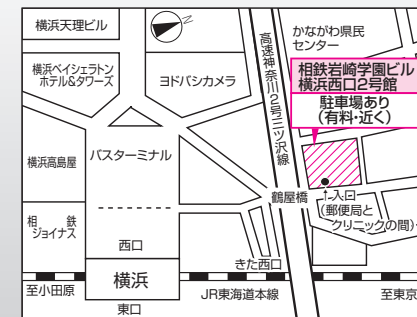 横浜天理ビル
N
高速神奈川2号三ツ沢線
かながわ県民
センター
横浜ベイシェラトン
ホテル&タワーズ
ヨドバシカメラ
相鉄岩崎学園ビル
横浜西口2号館
駐車場あり
(有料・近く)
横浜高島屋
バスターミナル
鶴屋橋
↑入口
(郵便局と
クリニックの間)
相鉄
ジョイナス
西口
きた西口
横浜
至小田原
東口
JR東海道本線
至東京